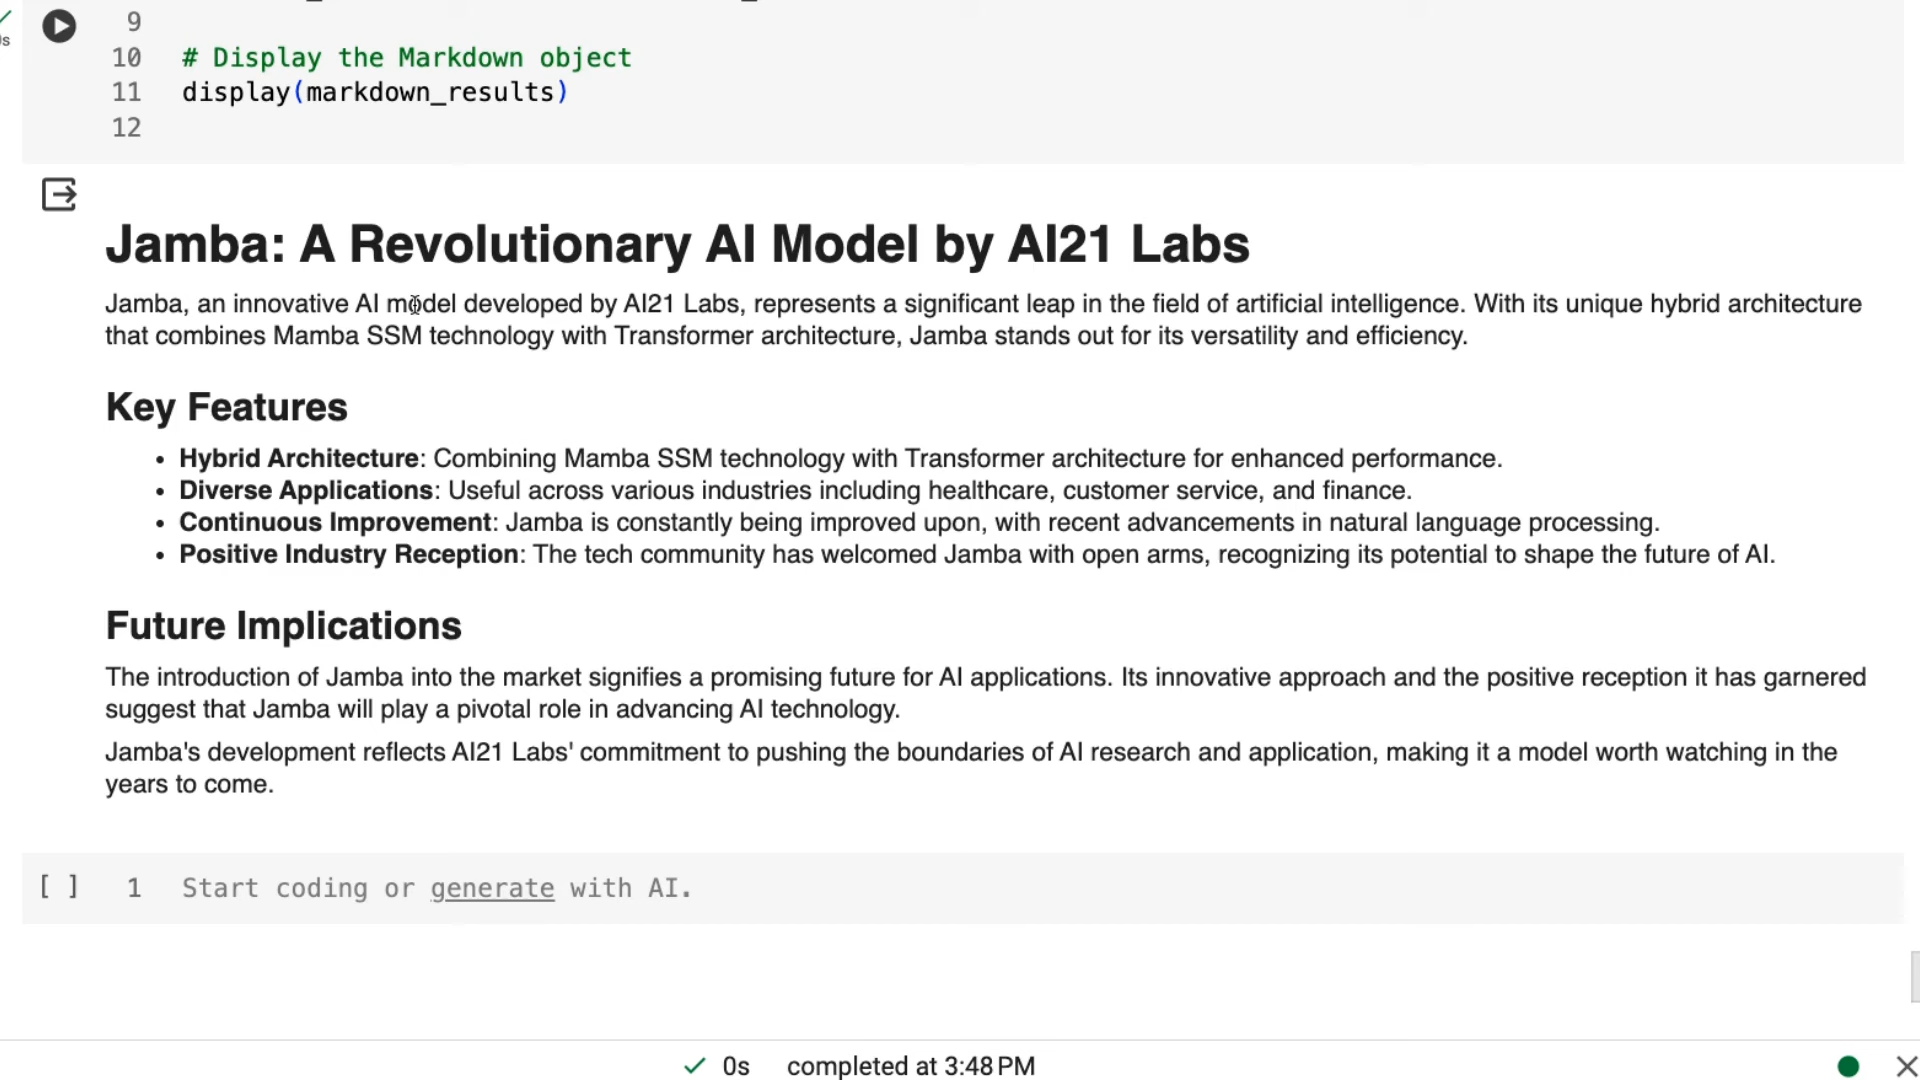 9
10 # Display the Markdown object
11 display(markdown_results)
12
Jamba: A Revolutionary AI Model by AI21 Labs
Jamba, an innovative AI model developed by AI21 Labs, represents a significant leap in the field of artificial intelligence. With its unique hybrid architecture
that combines Mamba SSM technology with Transformer architecture, Jamba stands out for its versatility and efficiency.
Key Features
• Hybrid Architecture: Combining Mamba SSM technology with Transformer architecture for enhanced performance.
• Diverse Applications: Useful across various industries including healthcare, customer service, and finance.
• Continuous Improvement: Jamba is constantly being improved upon, with recent advancements in natural language processing.
• Positive Industry Reception: The tech community has welcomed Jamba with open arms, recognizing its potential to shape the future of AI.
Future Implications
The introduction of Jamba into the market signifies a promising future for AI applications. Its innovative approach and the positive reception it has garnered
suggest that Jamba will play a pivotal role in advancing AI technology.
Jamba's development reflects AI21 Labs' commitment to pushing the boundaries of AI research and application, making it a model worth watching in the
years to come.
[ ] 1 Start coding or generate with AI.
✓ 0s completed at 3:48 PM